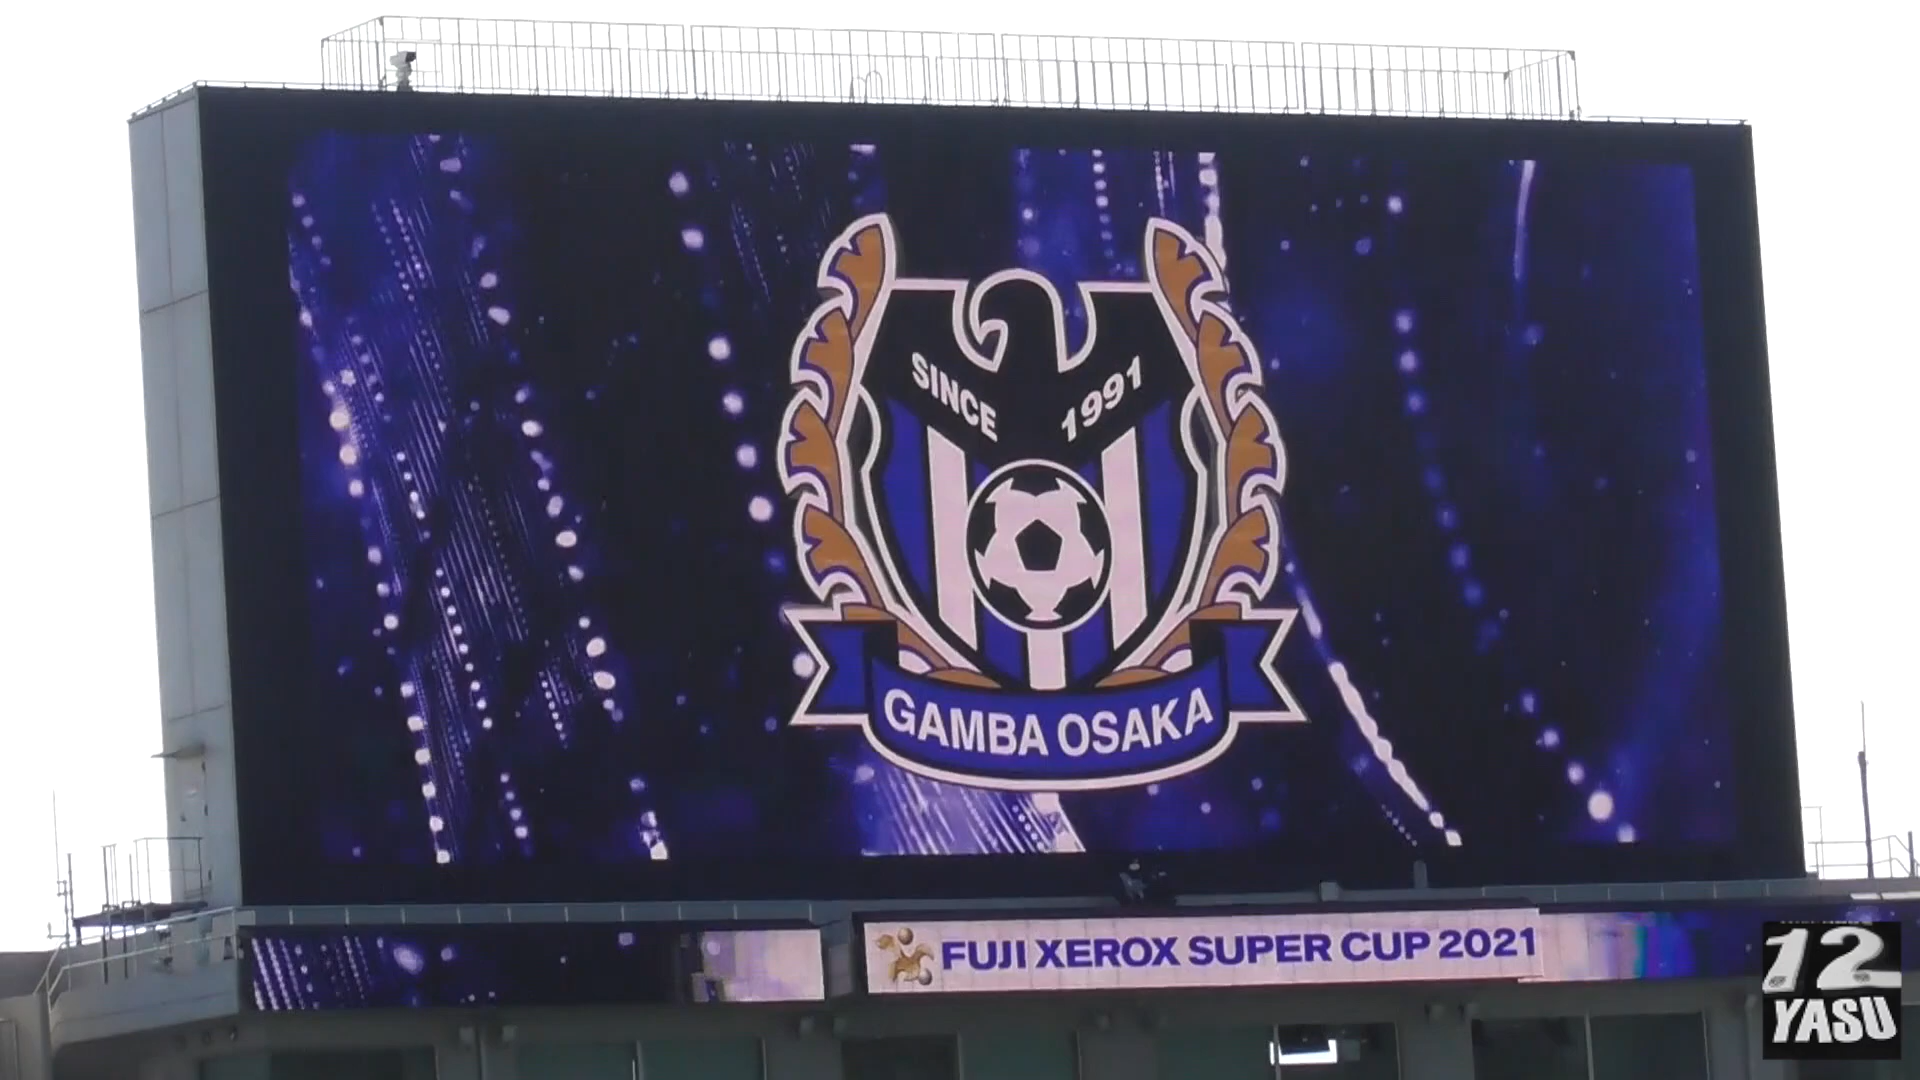 SINCE 1991
GAMBA OSAKA
FUJI XEROX SUPER CUP 2021
12
YASU